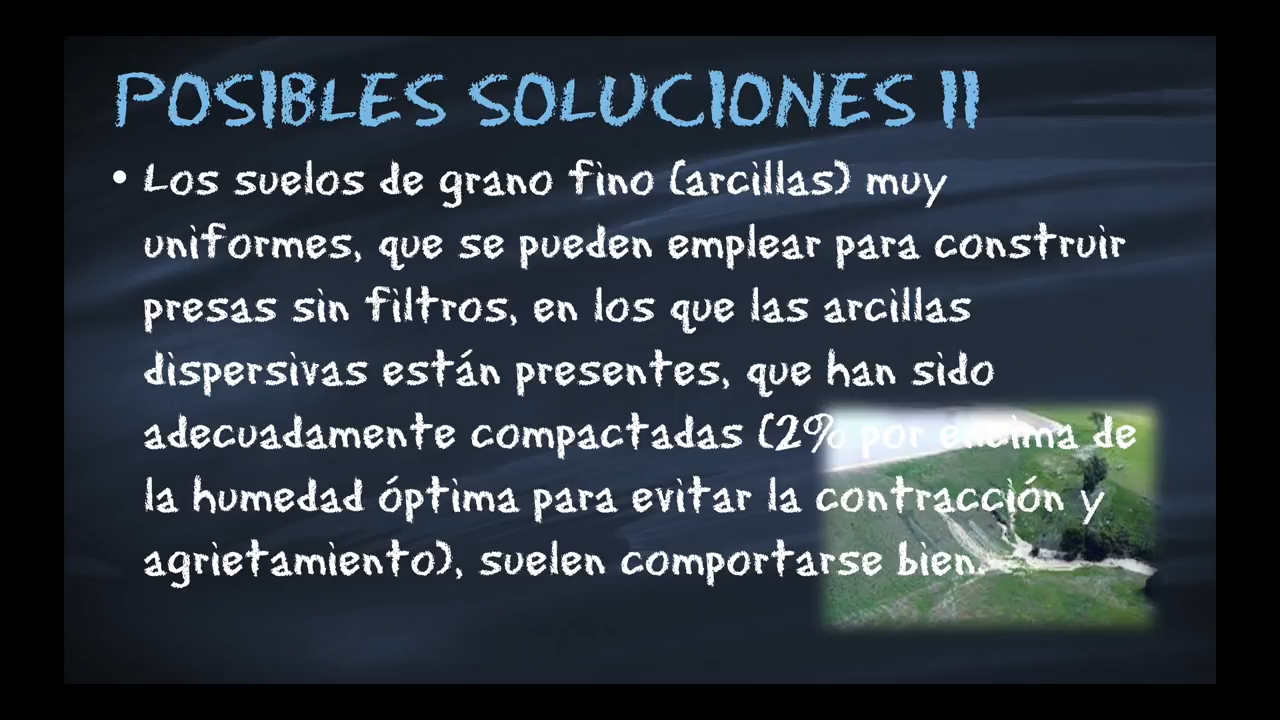 POSIBLES SOLUCIONES II
• Los suelos de grano fino (arcillas) muy
uniformes, que se pueden emplear para construir
presas sin filtros, en los que las arcillas
dispersivas están presentes, que han sido
adecuadamente compactadas (2% por encima de
la humedad óptima para evitar la contracción y
agrietamiento), suelen comportarse bien.